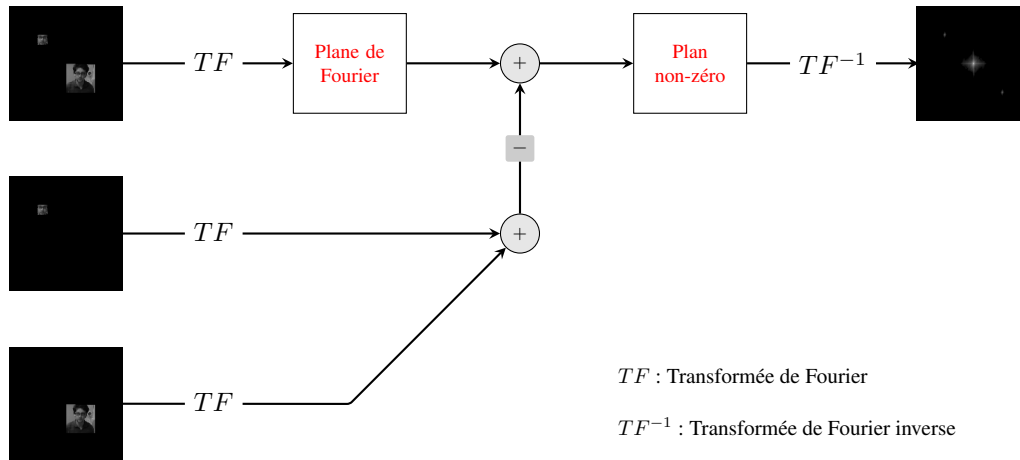 TF
Plane de
Fourier
+
Plan
non-zéro
TF⁻¹
−
TF
+
TF
TF : Transformée de Fourier
TF⁻¹ : Transformée de Fourier inverse